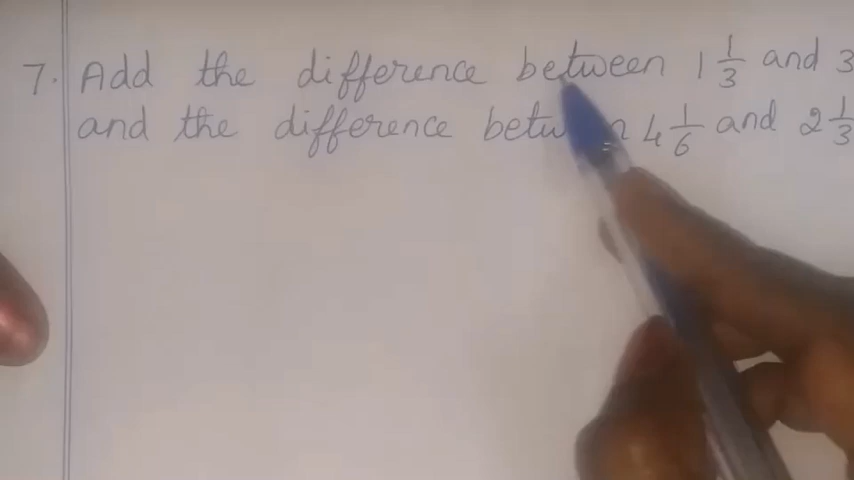 7. Add the difference between 1 1/3 and 3
and the difference between 4 1/6 and 2 1/3